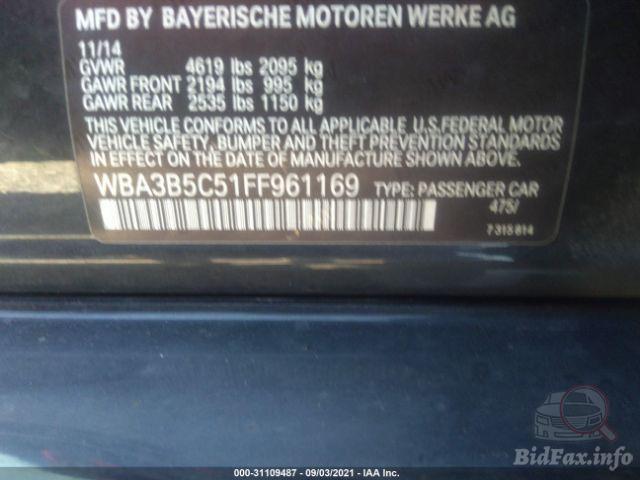 MFD BY BAYERISCHE MOTOREN WERKE AG
11/14
GVWR 4619 lbs 2095 kg
GAWR FRONT 2194 lbs 995 kg
GAWR REAR 2535 lbs 1150 kg
THIS VEHICLE CONFORMS TO ALL APPLICABLE U.S.FEDERAL MOTOR
VEHICLE SAFETY, BUMPER AND THEFT PREVENTION STANDARDS IN
EFFECT ON THE DATE OF MANUFACTURE SHOWN ABOVE.
WBA3B5C51FF961169 TYPE: PASSENGER CAR
475/
7 315 814
BidFax.info
000-31109487 - 09/03/2021 - IAA Inc.